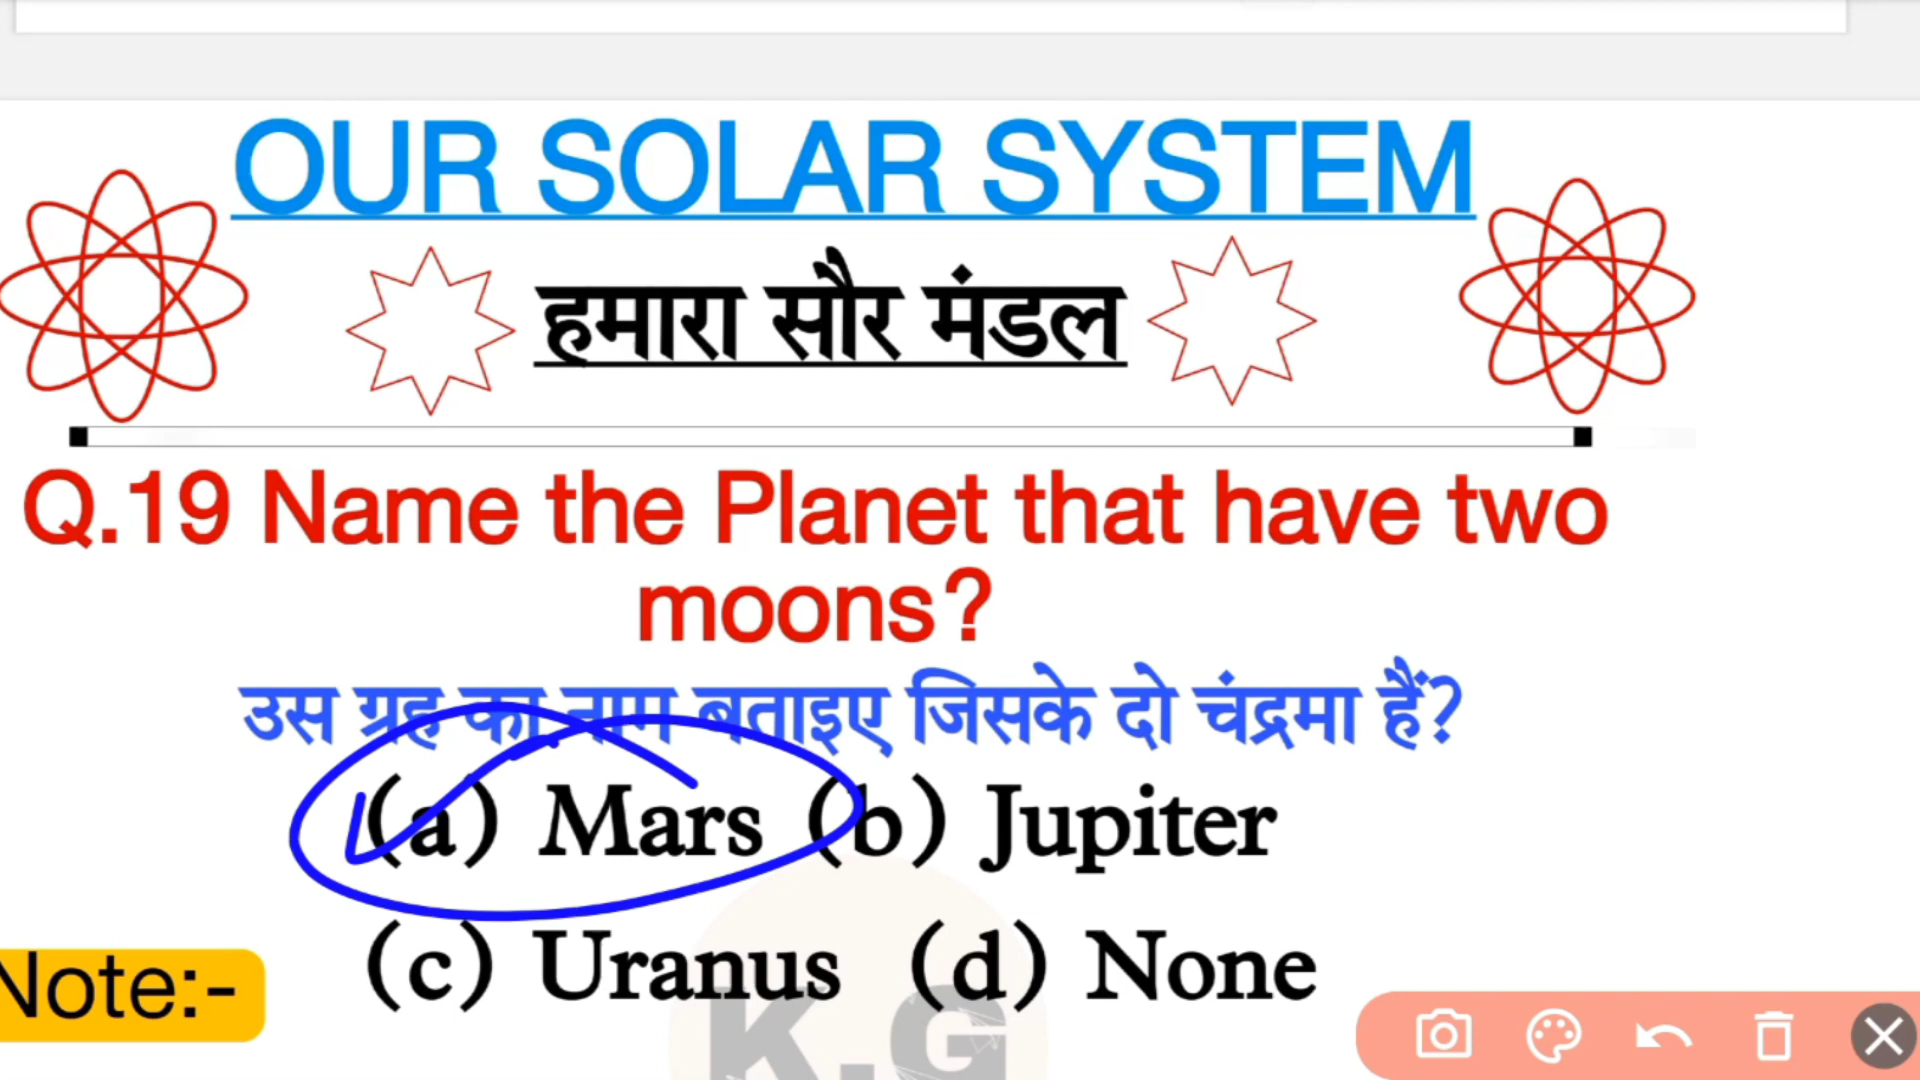 OUR SOLAR SYSTEM
हमारा सौर मंडल
Q.19 Name the Planet that have two
moons?
उस ग्रह का नाम बताइए जिसके दो चंद्रमा हैं?
(a) Mars (b) Jupiter
(c) Uranus (d) None
Note:-
K.G